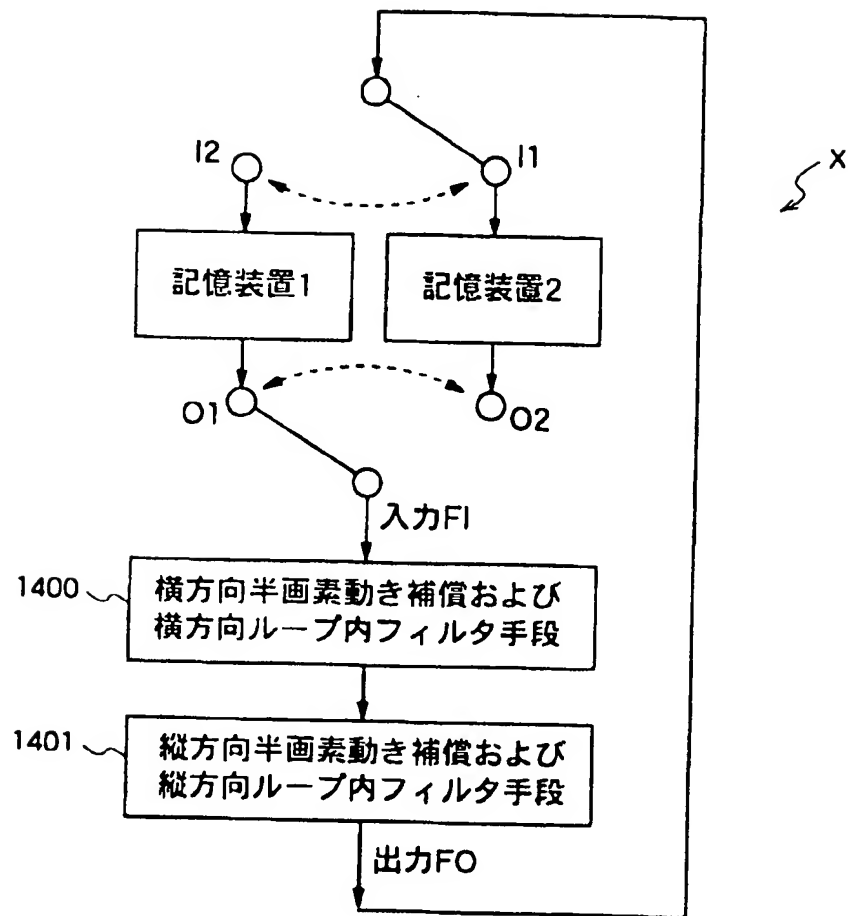 I2
I1
X
記憶装置1
記憶装置2
O1
O2
入力FI
1400
横方向半画素動き補償および
横方向ループ内フィルタ手段
1401
縦方向半画素動き補償および
縦方向ループ内フィルタ手段
出力FO